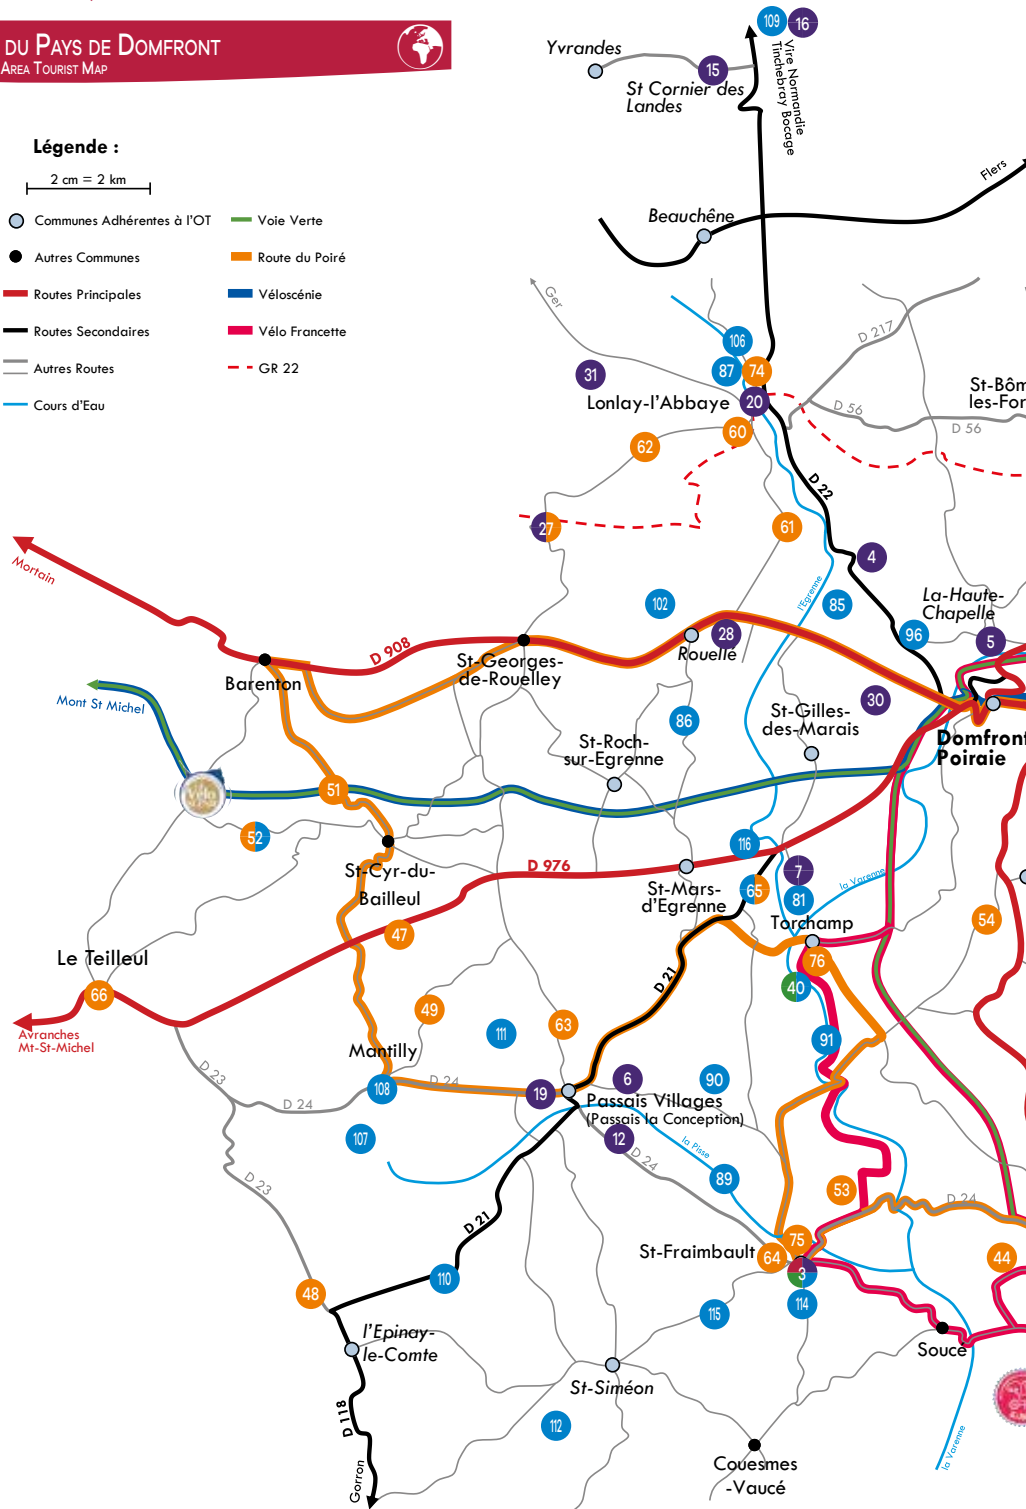 DU PAYS DE DOMFRONT
AREA TOURIST MAP
Légende :
2 cm = 2 km
Communes Adhérentes à l'OT
Autres Communes
Routes Principales
Routes Secondaires
Autres Routes
Cours d'Eau
Voie Verte
Route du Poiré
Véloscénie
Vélo Francette
GR 22
109
16
Vire Normandie
Tinchebray Bocage
Yvrandes
15
St Cornier des
Landes
Flers
Beauchêne
Ger
106
D 217
31
87
74
St-Bôm
les-For
Lonlay-l'Abbaye
20
D 56
D 56
62
60
D 22
27
61
4
Mortain
l'Egrenne
102
85
La-Haute-
Chapelle
96
5
28
Rouellé
D 908
St-Georges-
de-Rouelley
Barenton
Mont St Michel
30
86
St-Gilles-
des-Marais
St-Roch-
sur-Egrenne
Domfront
Poiraie
51
52
116
St-Cyr-du-
Bailleul
D 976
7
St-Mars-
d'Egrenne
65
81
la Varenne
54
Torchamp
47
Le Teilleul
76
66
D 21
40
49
63
111
91
Avranches
Mt-St-Michel
Mantilly
D 23
D 24
108
D 24
19
6
90
Passais Villages
(Passais la Conception)
107
12
D 24
la Pisse
89
D 23
53
D 24
D 21
75
St-Fraimbault
64
3
44
110
48
115
114
l'Epinay-
le-Comte
Soucé
St-Siméon
D 118
112
Gorron
Couesmes
-Vaucé
la Varenne